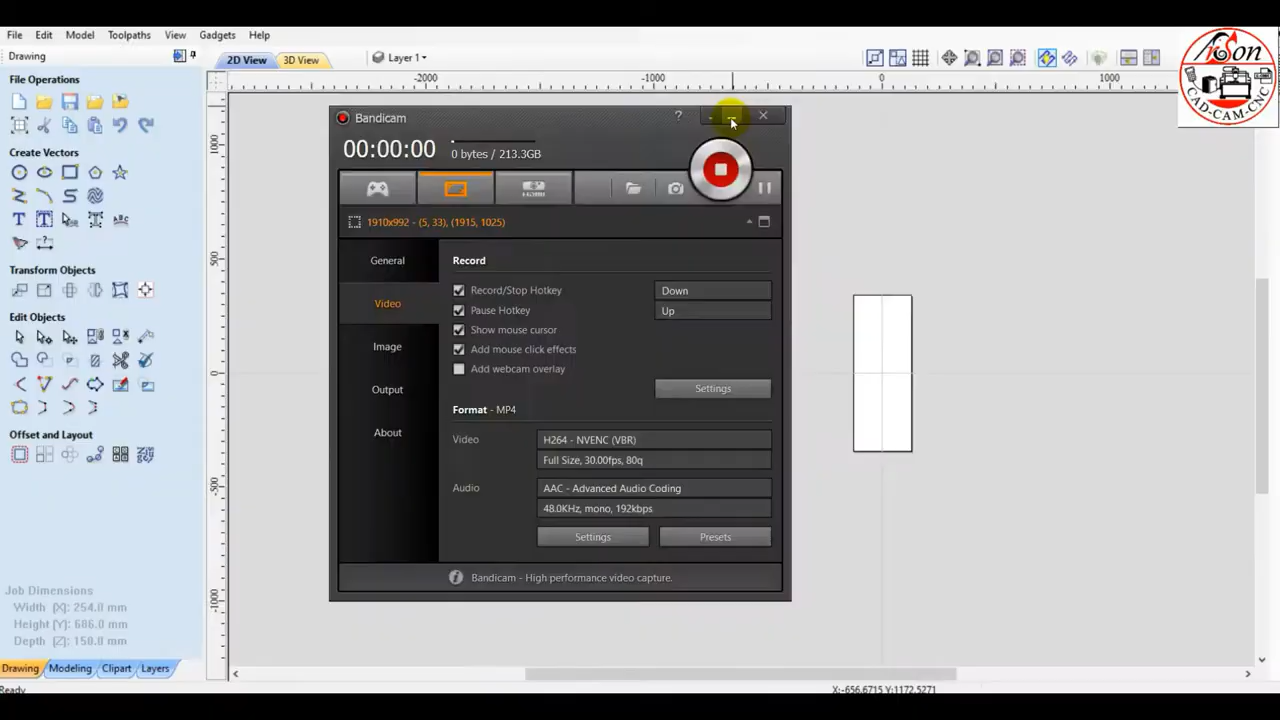 File Edit Model Toolpaths View Gadgets Help
Drawing
2D View 3D View Layer 1
File Operations
Create Vectors
Transform Objects
Edit Objects
Offset and Layout
Job Dimensions
Width (X): 254.0 mm
Height (Y): 686.0 mm
Depth (Z): 150.0 mm
Drawing Modeling Clipart Layers
Ready
-2000 -1000 0 1000
1000
500
0
-500
-1000
Bandicam
00:00:00
0 bytes / 213.3GB
1910x992 - (5, 33), (1915, 1025)
General
Video
Image
Output
About
Record
Record/Stop Hotkey Down
Pause Hotkey Up
Show mouse cursor
Add mouse click effects
Add webcam overlay
Settings
Format - MP4
Video H264 - NVENC (VBR)
Full Size, 30.00fps, 80q
Audio AAC - Advanced Audio Coding
48.0KHz, mono, 192kbps
Settings Presets
Bandicam - High performance video capture.
X:-656.6715 Y:1172.5271
CAD-CAM-CNC